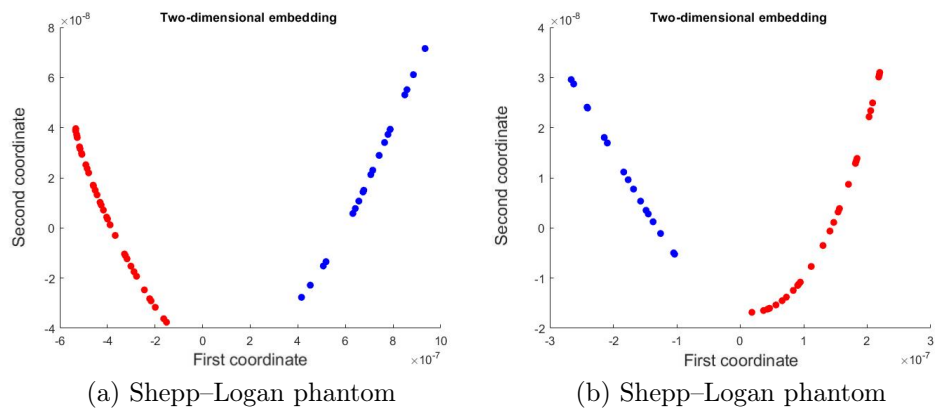 Two-dimensional embedding
×10⁻⁸
8
6
4
2
0
-2
-4
Second coordinate
-6 -4 -2 0 2 4 6 8 10
First coordinate
×10⁻⁷
(a) Shepp–Logan phantom
Two-dimensional embedding
×10⁻⁸
4
3
2
1
0
-1
-2
Second coordinate
-3 -2 -1 0 1 2 3
First coordinate
×10⁻⁷
(b) Shepp–Logan phantom